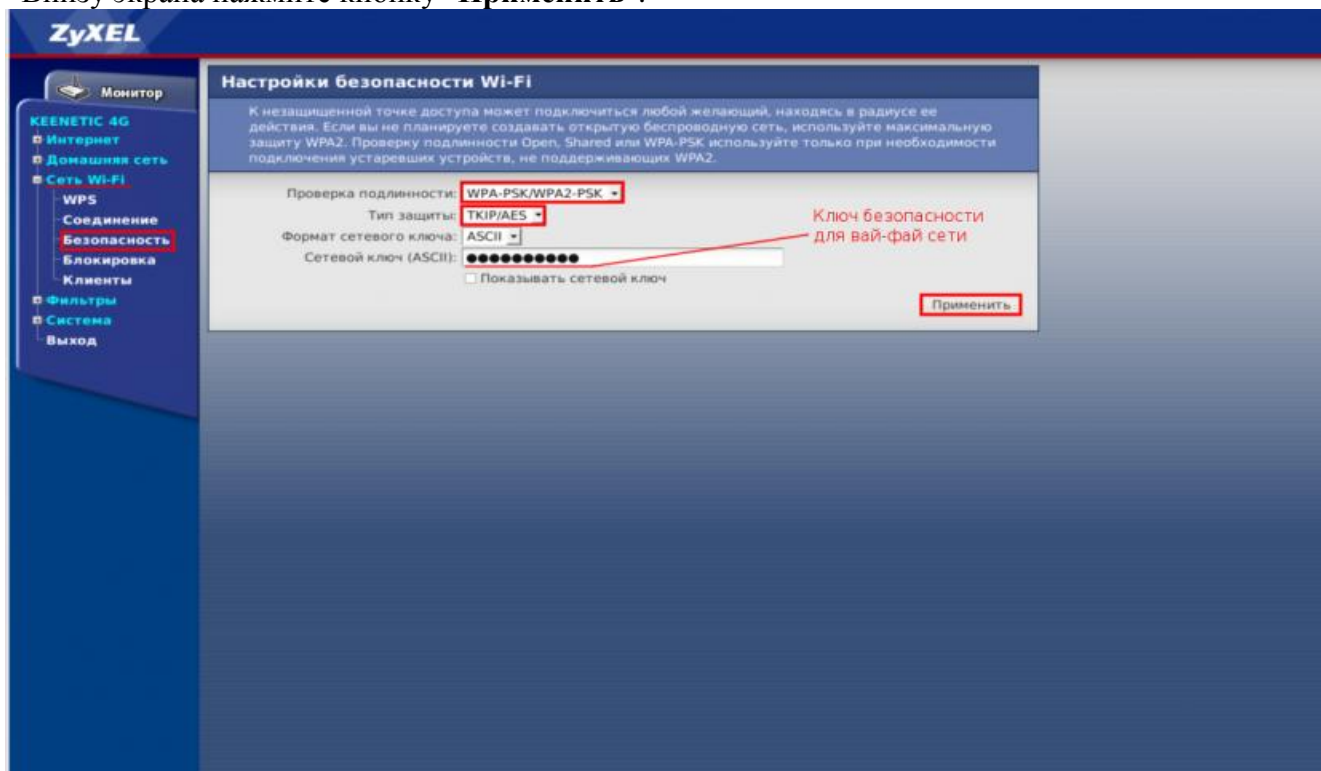 Внизу экрана нажмите кнопку "Применить".
ZyXEL
Монитор
KEENETIC 4G
Интернет
Домашняя сеть
Сеть Wi-Fi
WPS
Соединение
Безопасность
Блокировка
Клиенты
Фильтры
Система
Выход
Настройки безопасности Wi-Fi
К незащищенной точке доступа может подключиться любой желающий, находясь в радиусе ее
действия. Если вы не планируете создавать открытую беспроводную сеть, используйте максимальную
защиту WPA2. Проверку подлинности Open, Shared или WPA-PSK используйте только при необходимости
подключения устаревших устройств, не поддерживающих WPA2.
Проверка подлинности: WPA-PSK/WPA2-PSK
Тип защиты: TKIP/AES
Формат сетевого ключа: ASCII
Сетевой ключ (ASCII): ●●●●●●●●●●
Показывать сетевой ключ
Ключ безопасности
для вай-фай сети
Применить